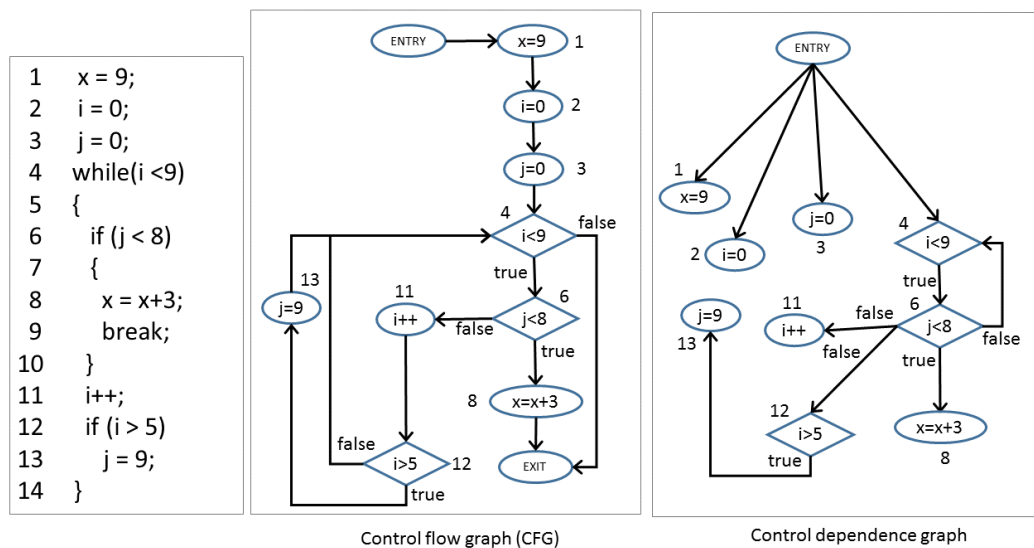 1 x = 9;
2 i = 0;
3 j = 0;
4 while(i <9)
5 {
6 if (j < 8)
7 {
8 x = x+3;
9 break;
10 }
11 i++;
12 if (i > 5)
13 j = 9;
14 }
ENTRY
x=9
1
i=0
2
j=0
3
4
i<9
false
true
13
j=9
11
i++
6
j<8
false
true
8
x=x+3
false
i>5
12
true
EXIT
Control flow graph (CFG)
ENTRY
1
x=9
2
i=0
j=0
3
4
i<9
true
j=9
13
11
i++
6
j<8
false
false
true
false
12
i>5
true
x=x+3
8
Control dependence graph